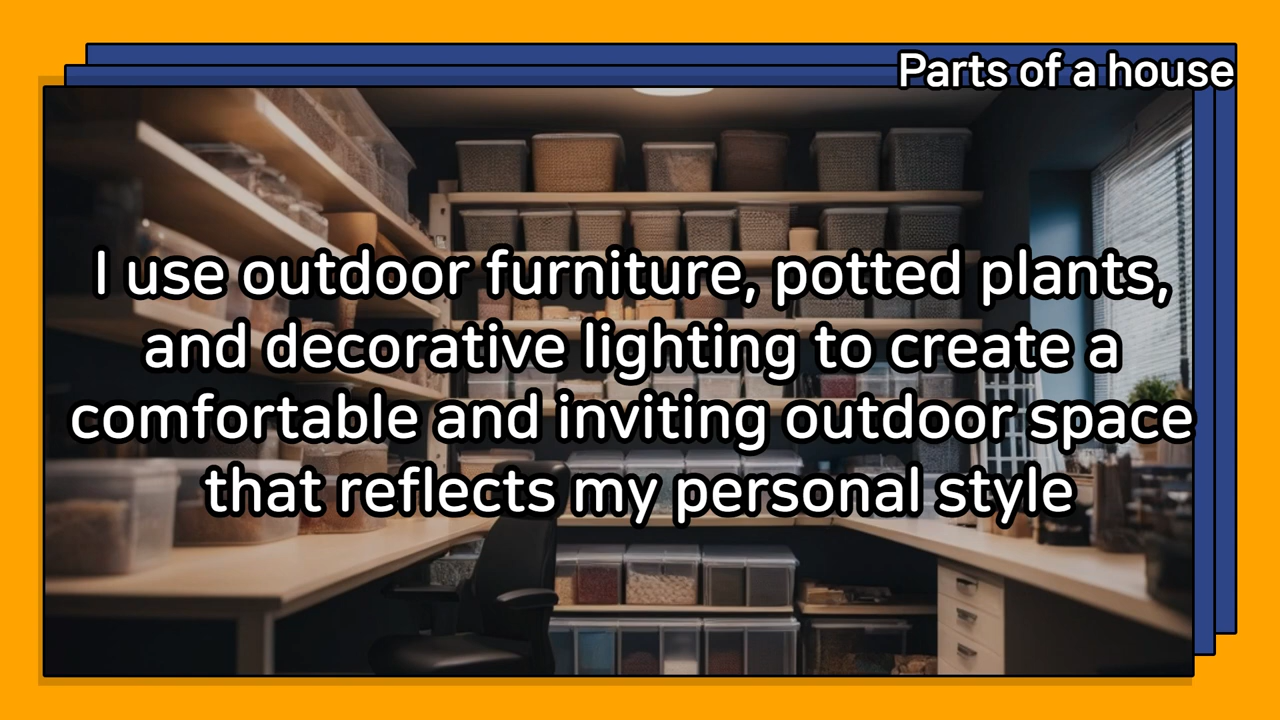 Parts of a house
I use outdoor furniture, potted plants,
and decorative lighting to create a
comfortable and inviting outdoor space
that reflects my personal style